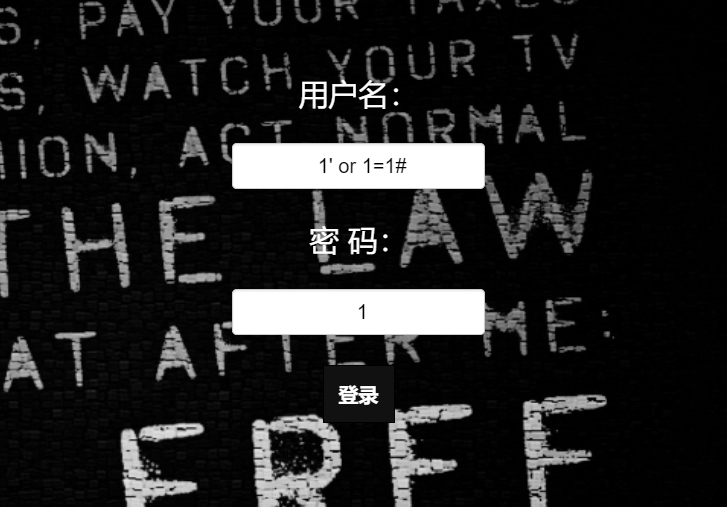 S, PAY YOUR TAXES
S, WATCH YOUR TV
HION, ACT NORMAL
用户名：
1' or 1=1#
THE LAW
密 码：
1
AT AFTER ME:
登录
FREE